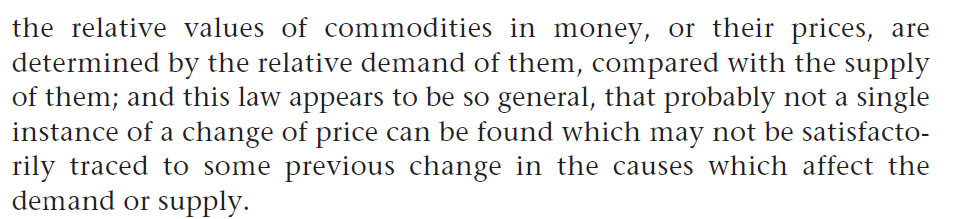 the relative values of commodities in money, or their prices, are
determined by the relative demand of them, compared with the supply
of them; and this law appears to be so general, that probably not a single
instance of a change of price can be found which may not be satisfacto-
rily traced to some previous change in the causes which affect the
demand or supply.